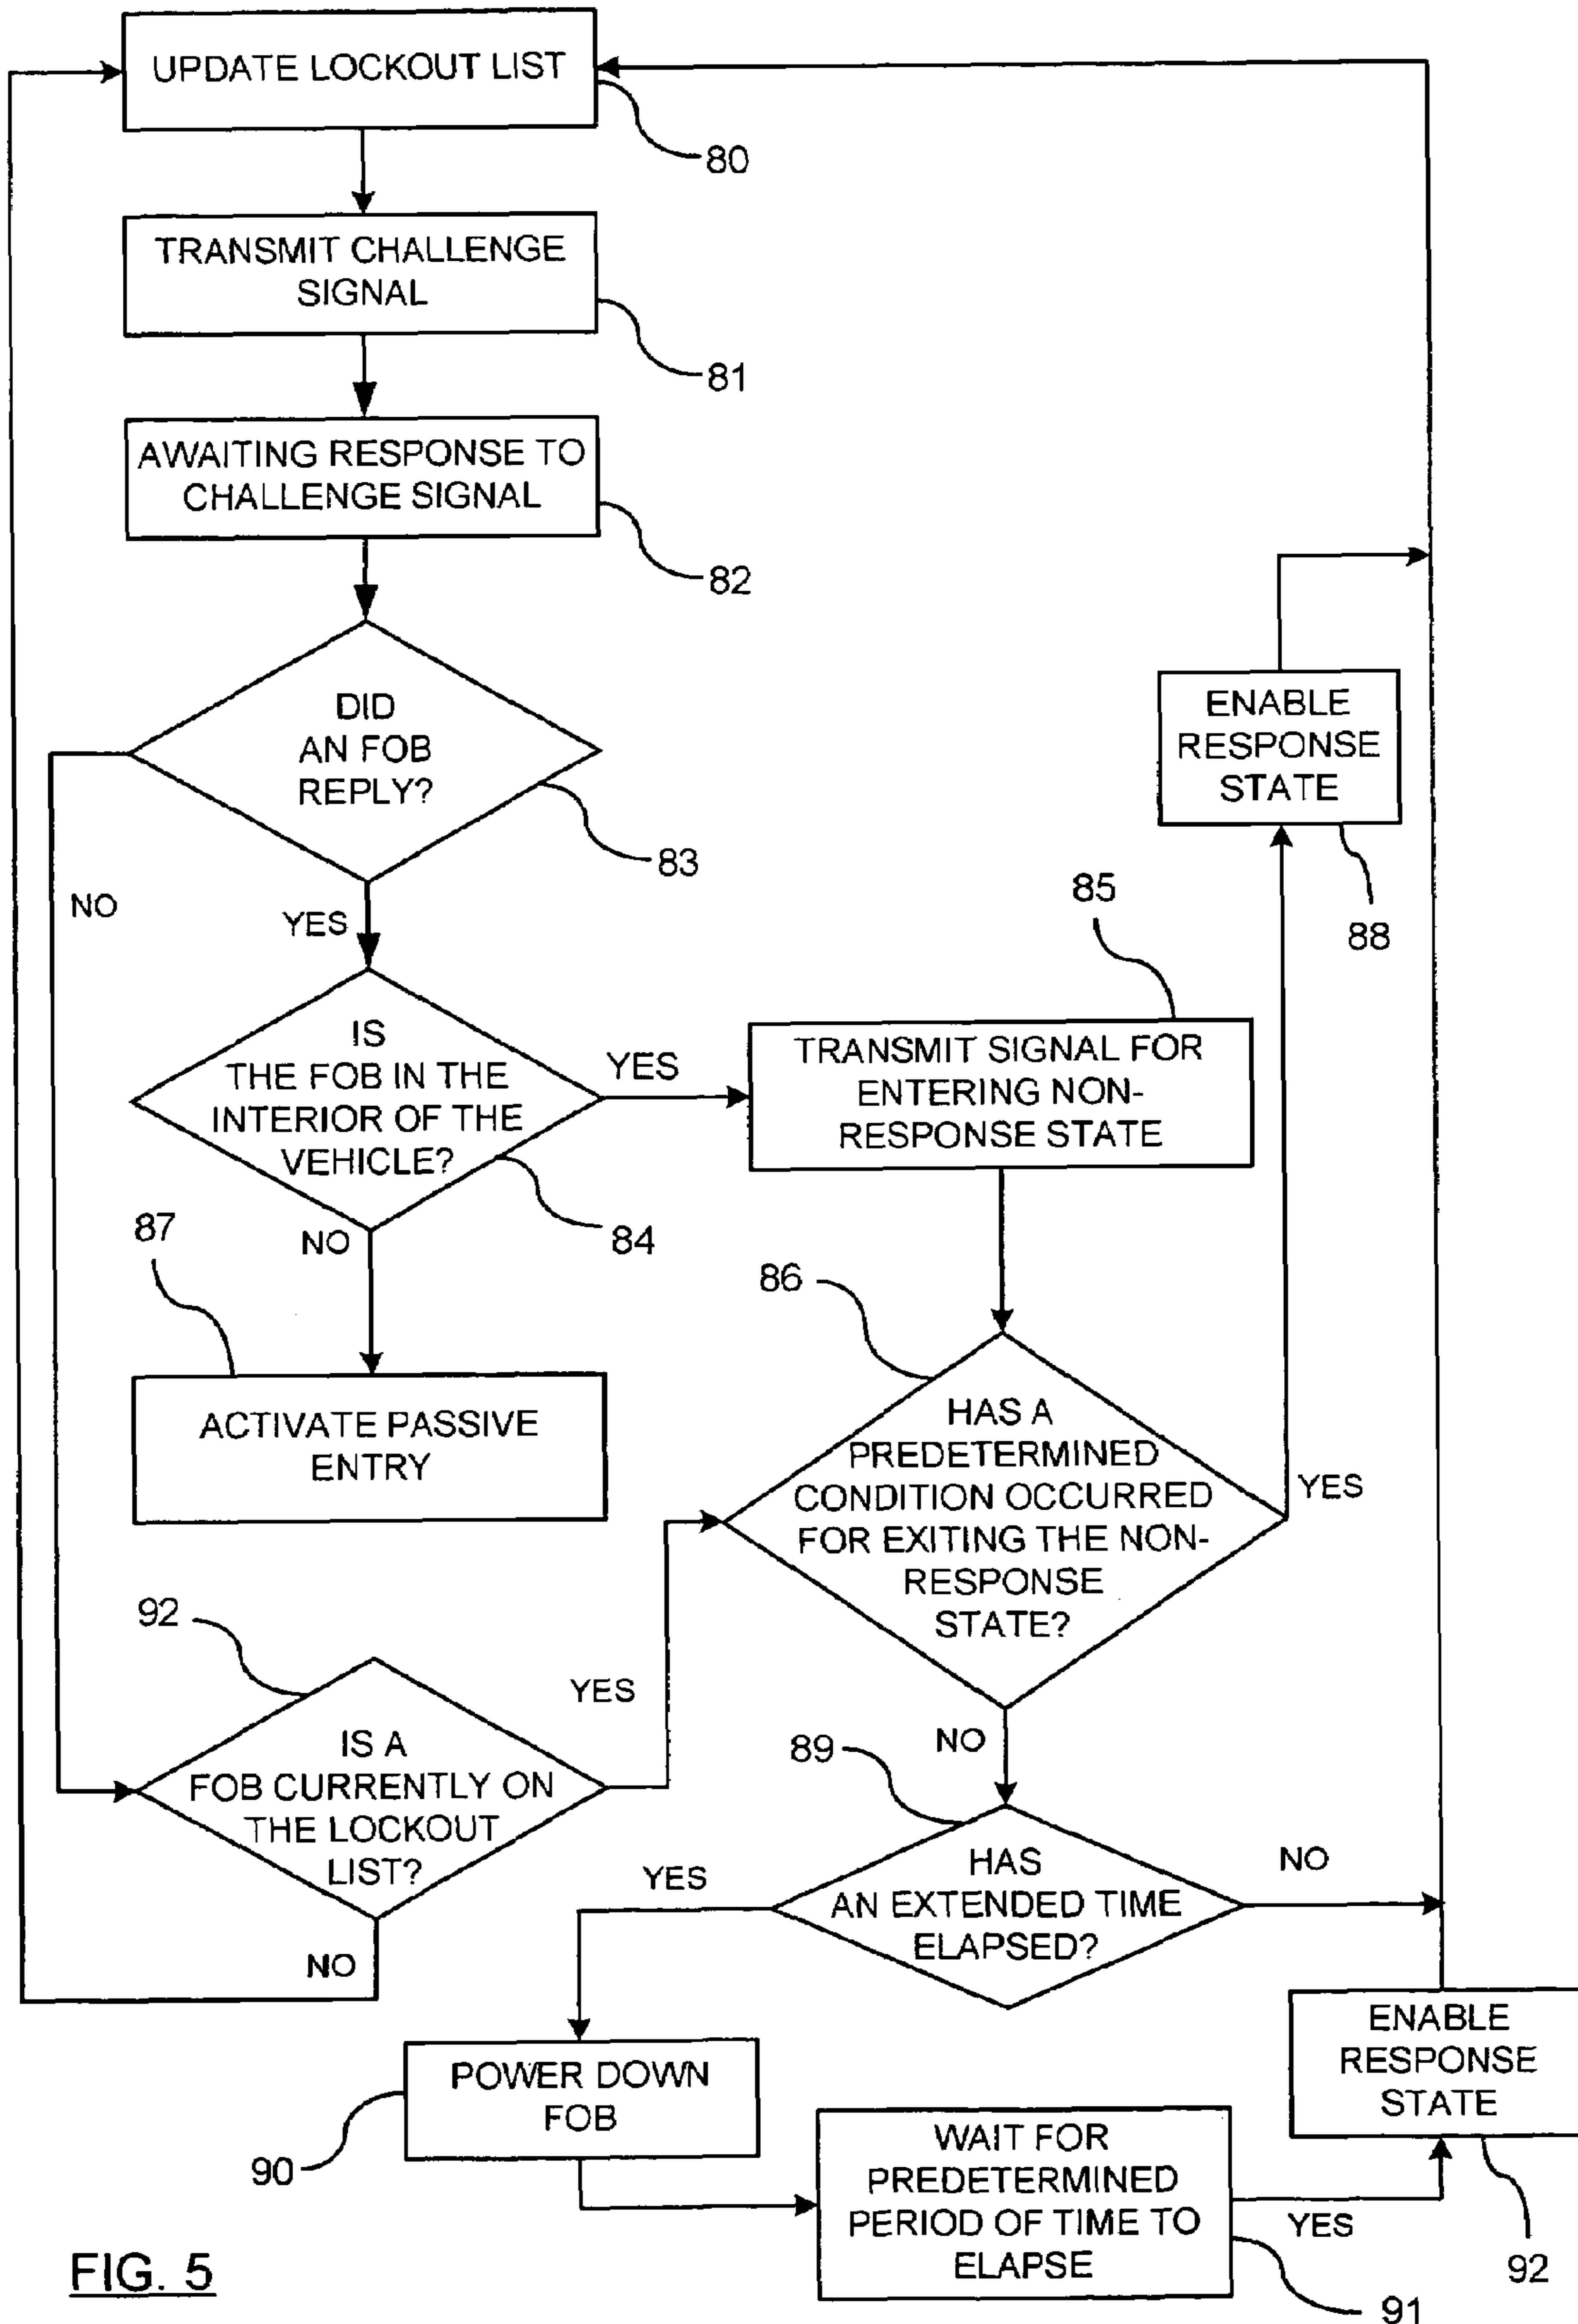 UPDATE LOCKOUT LIST
80
TRANSMIT CHALLENGE
SIGNAL
81
AWAITING RESPONSE TO
CHALLENGE SIGNAL
82
DID
AN FOB
REPLY?
83
NO
YES
ENABLE
RESPONSE
STATE
88
85
IS
THE FOB IN THE
INTERIOR OF THE
VEHICLE?
84
YES
NO
TRANSMIT SIGNAL FOR
ENTERING NON-
RESPONSE STATE
87
ACTIVATE PASSIVE
ENTRY
86
HAS A
PREDETERMINED
CONDITION OCCURRED
FOR EXITING THE NON-
RESPONSE
STATE?
YES
NO
92
IS A
FOB CURRENTLY ON
THE LOCKOUT
LIST?
YES
NO
89
HAS
AN EXTENDED TIME
ELAPSED?
YES
NO
POWER DOWN
FOB
90
WAIT FOR
PREDETERMINED
PERIOD OF TIME TO
ELAPSE
91
YES
ENABLE
RESPONSE
STATE
92
FIG. 5